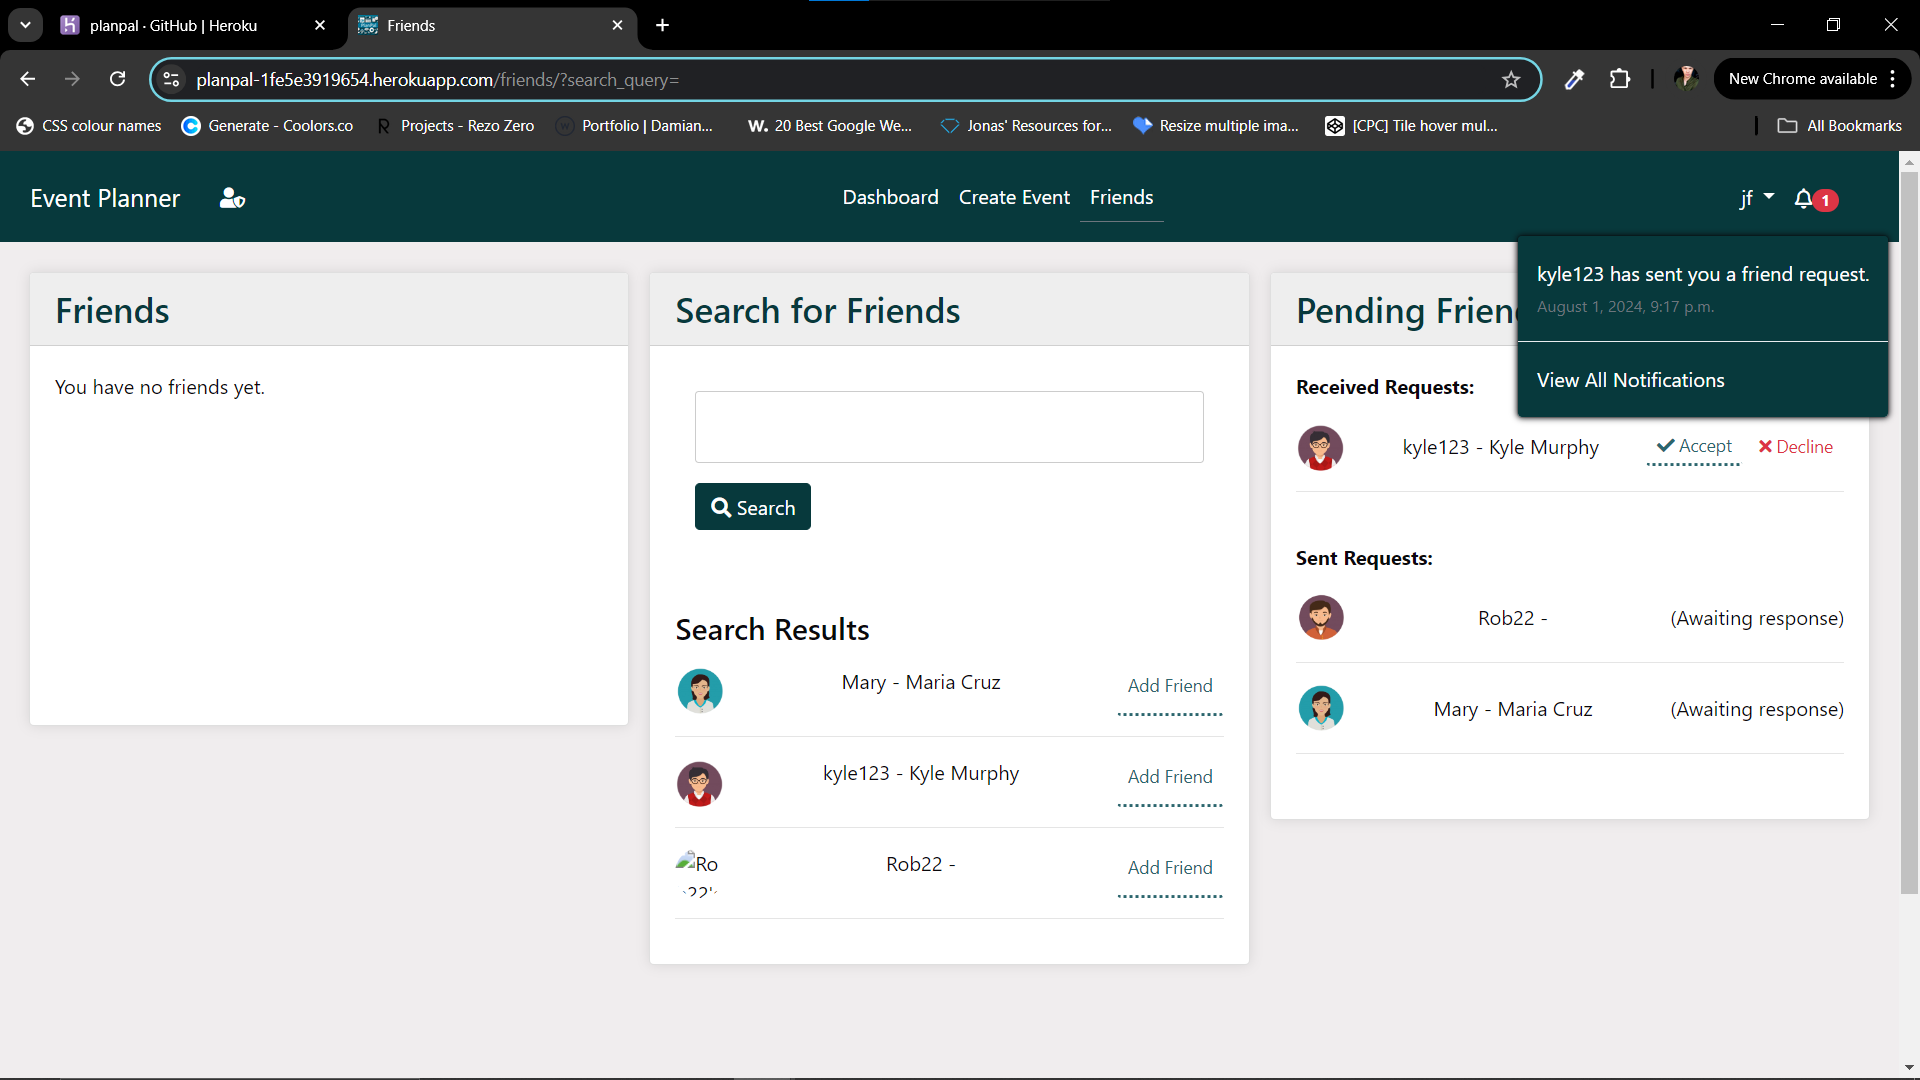 planpal · GitHub | Heroku
Friends
planpal-1fe5e3919654.herokuapp.com/friends/?search_query=
New Chrome available
CSS colour names
Generate - Coolors.co
Projects - Rezo Zero
Portfolio | Damian...
20 Best Google We...
Jonas' Resources for...
Resize multiple ima...
[CPC] Tile hover mul...
All Bookmarks
Event Planner
Dashboard
Create Event
Friends
jf
1
kyle123 has sent you a friend request.
August 1, 2024, 9:17 p.m.
View All Notifications
Friends
You have no friends yet.
Search for Friends
Search
Search Results
Mary - Maria Cruz
Add Friend
kyle123 - Kyle Murphy
Add Friend
Rob22 -
Add Friend
Pending
Received Requests:
kyle123 - Kyle Murphy
Accept
Decline
Sent Requests:
Rob22 -
(Awaiting response)
Mary - Maria Cruz
(Awaiting response)